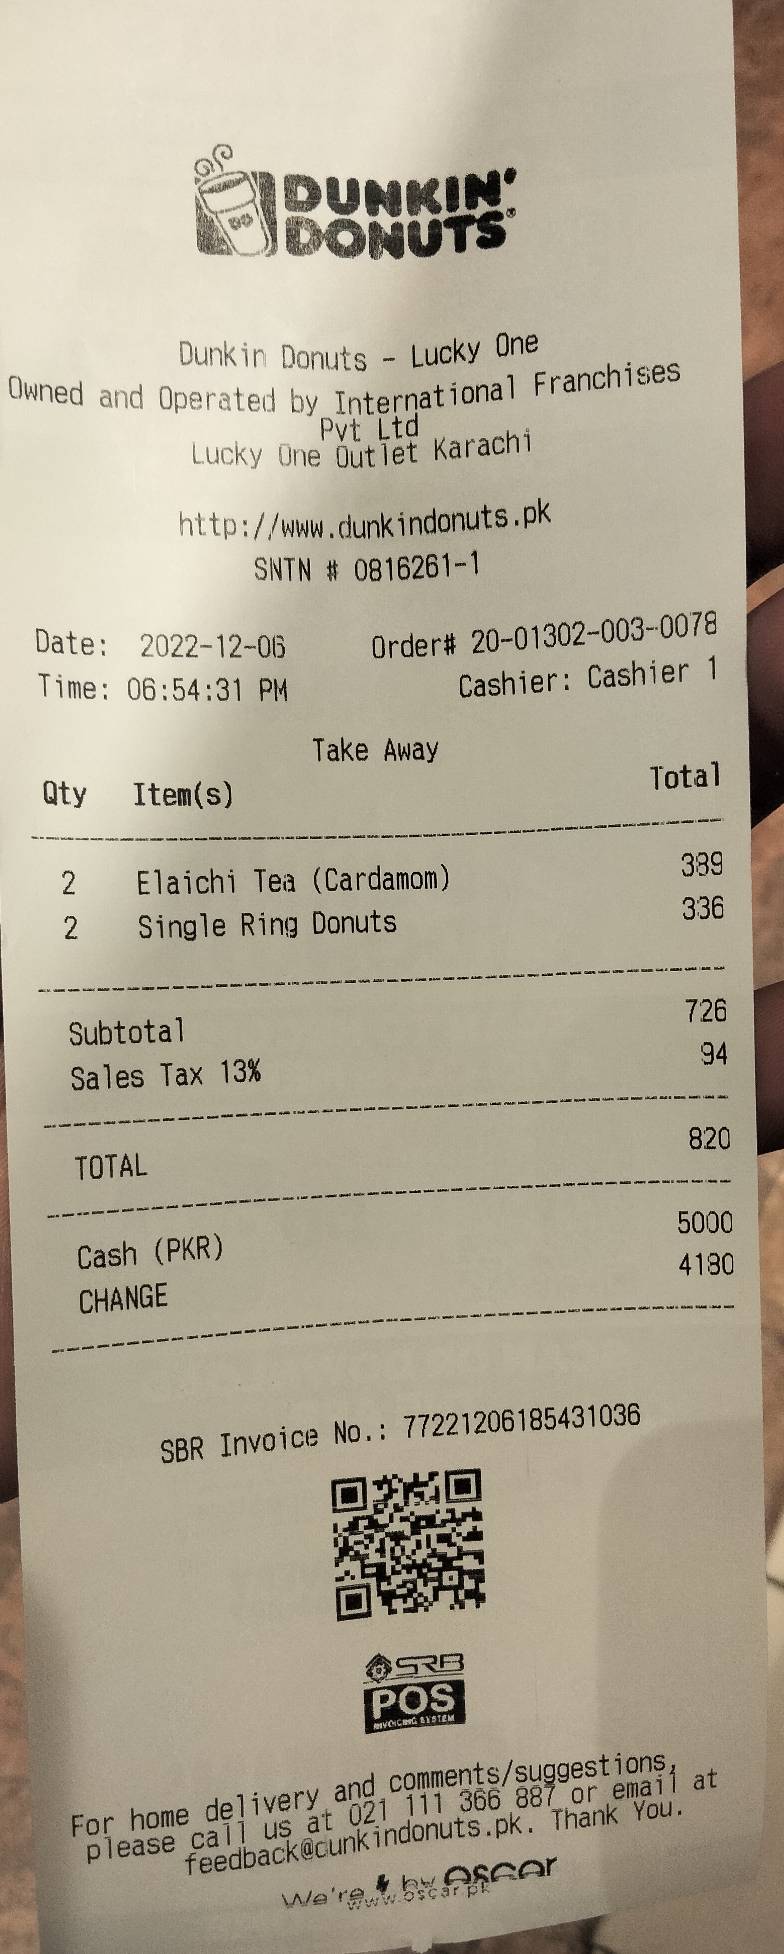 DUNKIN'
DONUTS®
Dunkin Donuts - Lucky One
Owned and Operated by International Franchises
Pvt Ltd
Lucky One Outlet Karachi
http://www.dunkindonuts.pk
SNTN # 0816261-1
Date: 2022-12-06 Order# 20-01302-003-0078
Time: 06:54:31 PM Cashier: Cashier 1
Take Away
Qty Item(s) Total
2 Elaichi Tea (Cardamom) 389
2 Single Ring Donuts 336
Subtotal 726
Sales Tax 13% 94
TOTAL 820
Cash (PKR) 5000
CHANGE 4180
SBR Invoice No.: 77221206185431036
SRB
POS
INVOICING SYSTEM
For home delivery and comments/suggestions,
please call us at 021 111 366 887 or email at
feedback@dunkindonuts.pk. Thank You.
We're by oscar
www.oscar.pk